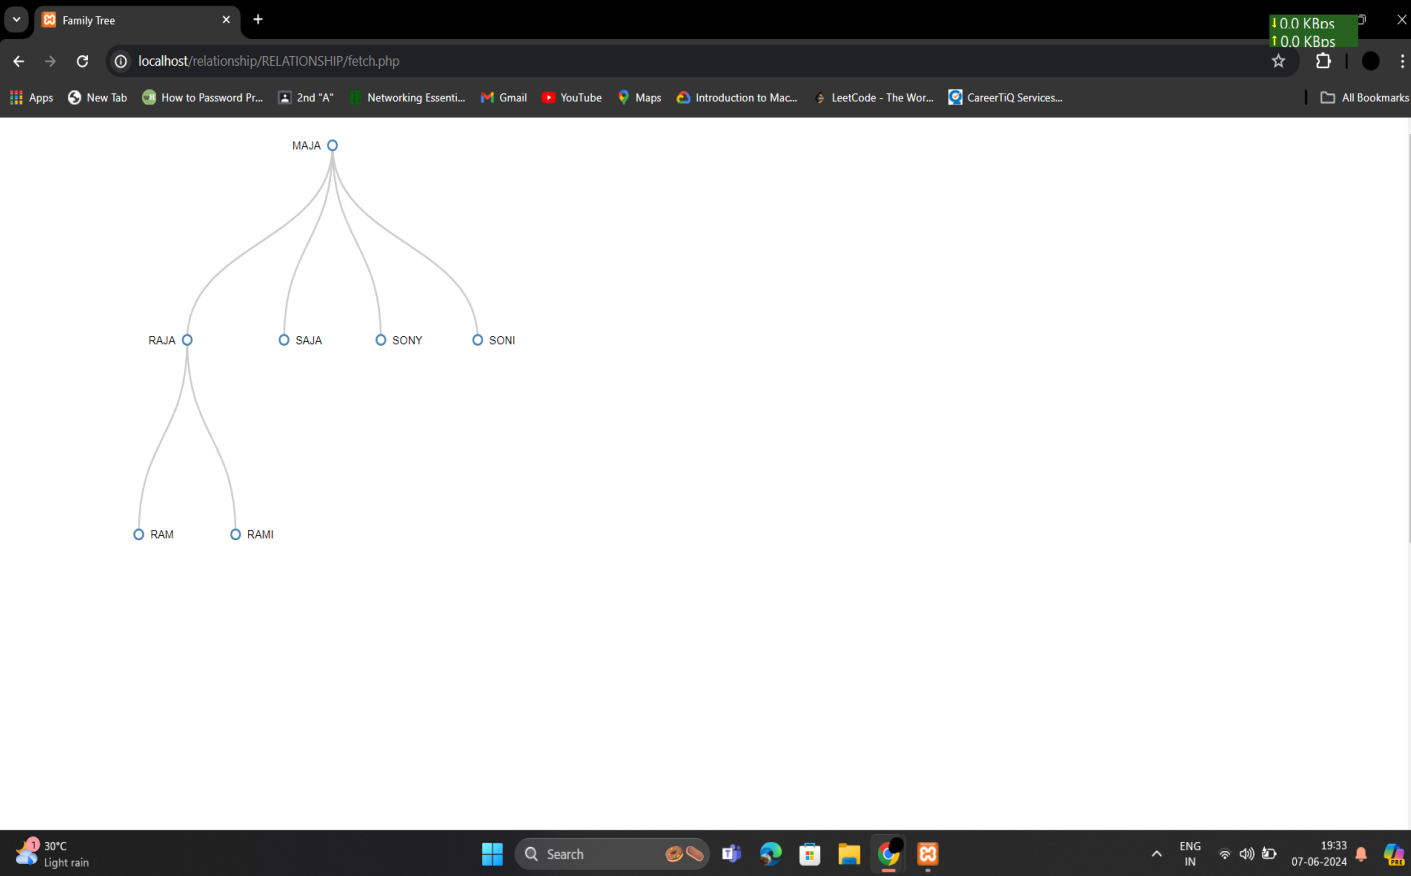 Family Tree
↓ 0.0 KBps
↑ 0.0 KBps
localhost/relationship/RELATIONSHIP/fetch.php
Apps New Tab How to Password Pr... 2nd "A" Networking Essenti... Gmail YouTube Maps Introduction to Mac... LeetCode - The Wor... CareerTiQ Services... All Bookmarks
MAJA
RAJA SAJA SONY SONI
RAM RAMI
1 30°C
Light rain
Search
PRE
ENG
IN
19:33
07-06-2024